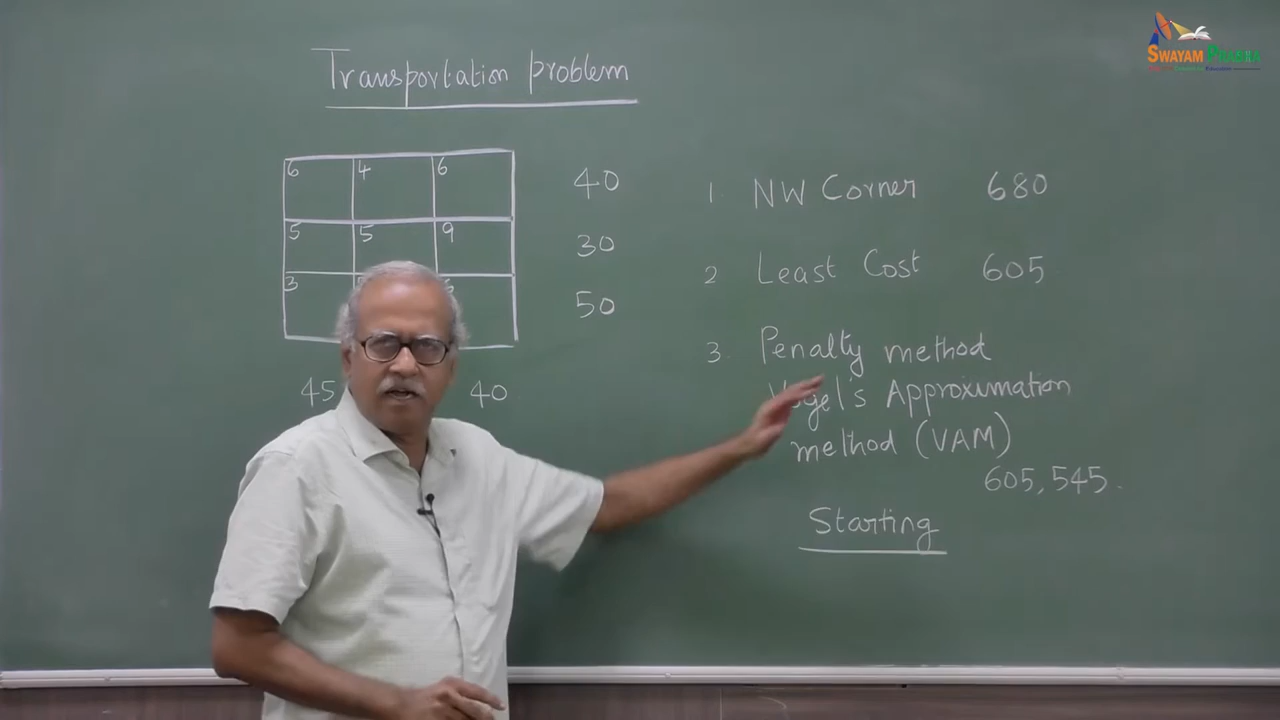 SWAYAM PRABHA
Transportation problem
6 4 6 40
5 5 9 30
3 50
45 40
1. NW Corner 680
2 Least Cost 605
3. Penalty method
Vogel's Approximation
method (VAM)
605, 545.
Starting